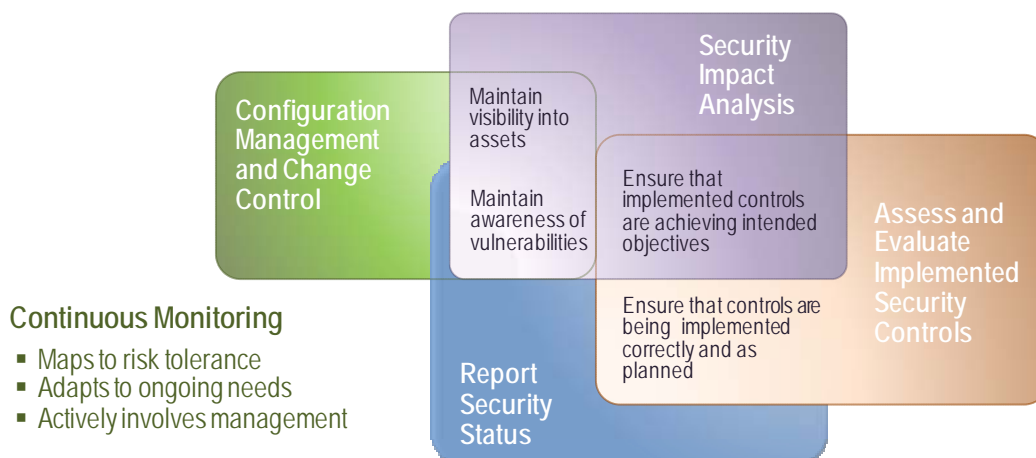 Configuration
Management
and Change
Control
Maintain
visibility into
assets
Maintain
awareness of
vulnerabilities
Security
Impact
Analysis
Ensure that
implemented controls
are achieving intended
objectives
Assess and
Evaluate
Implemented
Security
Controls
Ensure that controls are
being implemented
correctly and as
planned
Report
Security
Status
Continuous Monitoring
▪ Maps to risk tolerance
▪ Adapts to ongoing needs
▪ Actively involves management